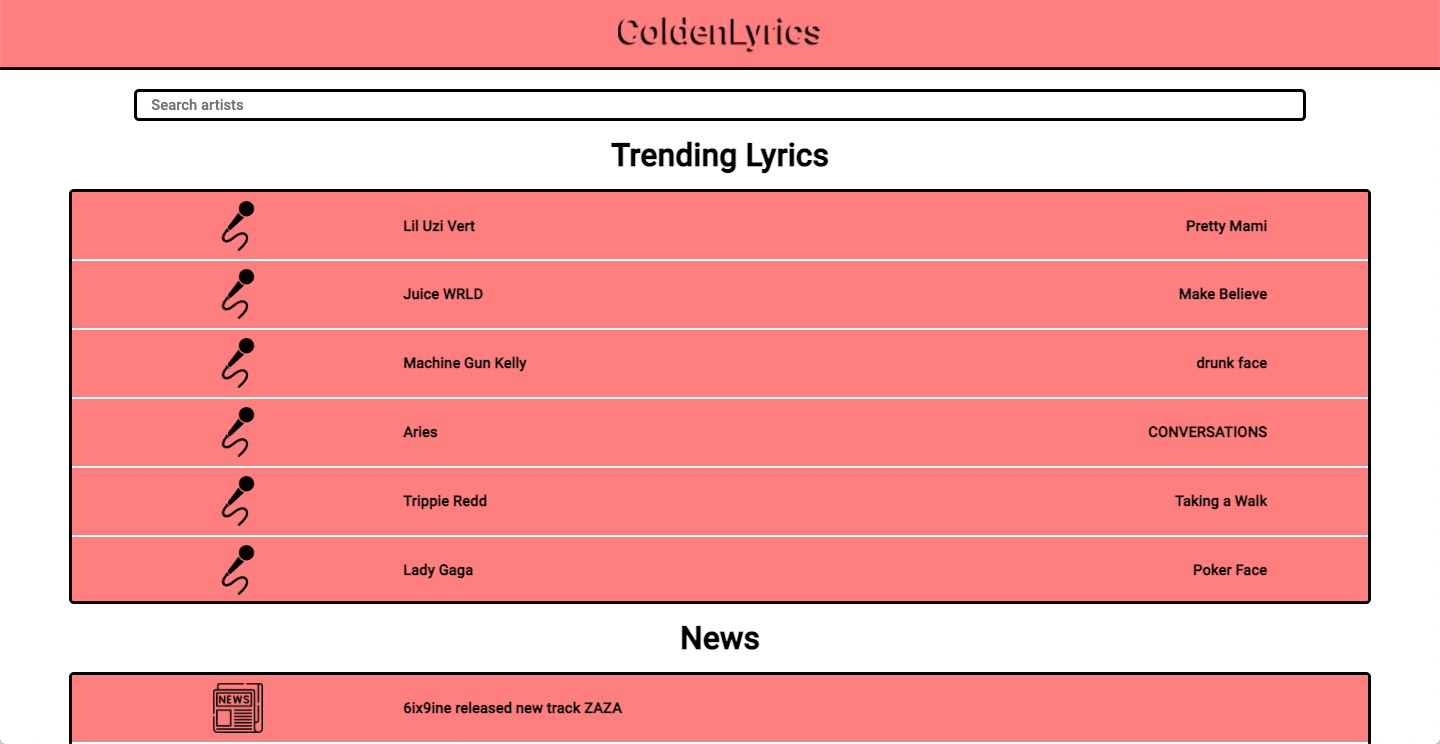 ColdenLyrics
Search artists
Trending Lyrics
Lil Uzi Vert Pretty Mami
Juice WRLD Make Believe
Machine Gun Kelly drunk face
Aries CONVERSATIONS
Trippie Redd Taking a Walk
Lady Gaga Poker Face
News
NEWS 6ix9ine released new track ZAZA